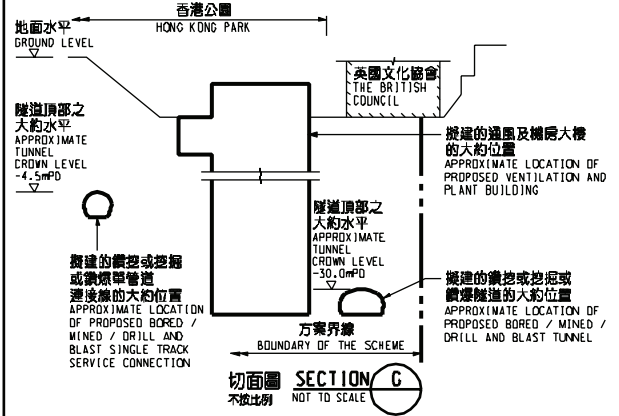 香港公園
HONG KONG PARK
地面水平
GROUND LEVEL
英國文化協會
THE BRITISH
COUNCIL
隧道頂部之
大約水平
APPROXIMATE
TUNNEL
CROWN LEVEL
-4.5mPD
擬建的通風及機房大樓
的大約位置
APPROXIMATE LOCATION OF
PROPOSED VENTILATION AND
PLANT BUILDING
隧道頂部之
大約水平
APPROXIMATE
TUNNEL
CROWN LEVEL
-30.0mPD
擬建的鑽挖或挖掘
或鑽爆單管道
連接線的大約位置
APPROXIMATE LOCATION
OF PROPOSED BORED /
MINED / DRILL AND
BLAST SINGLE TRACK
SERVICE CONNECTION
擬建的鑽挖或挖掘或
鑽爆隧道的大約位置
APPROXIMATE LOCATION OF
PROPOSED BORED / MINED /
DRILL AND BLAST TUNNEL
方案界線
BOUNDARY OF THE SCHEME
切面圖 SECTION G
不按比例 NOT TO SCALE